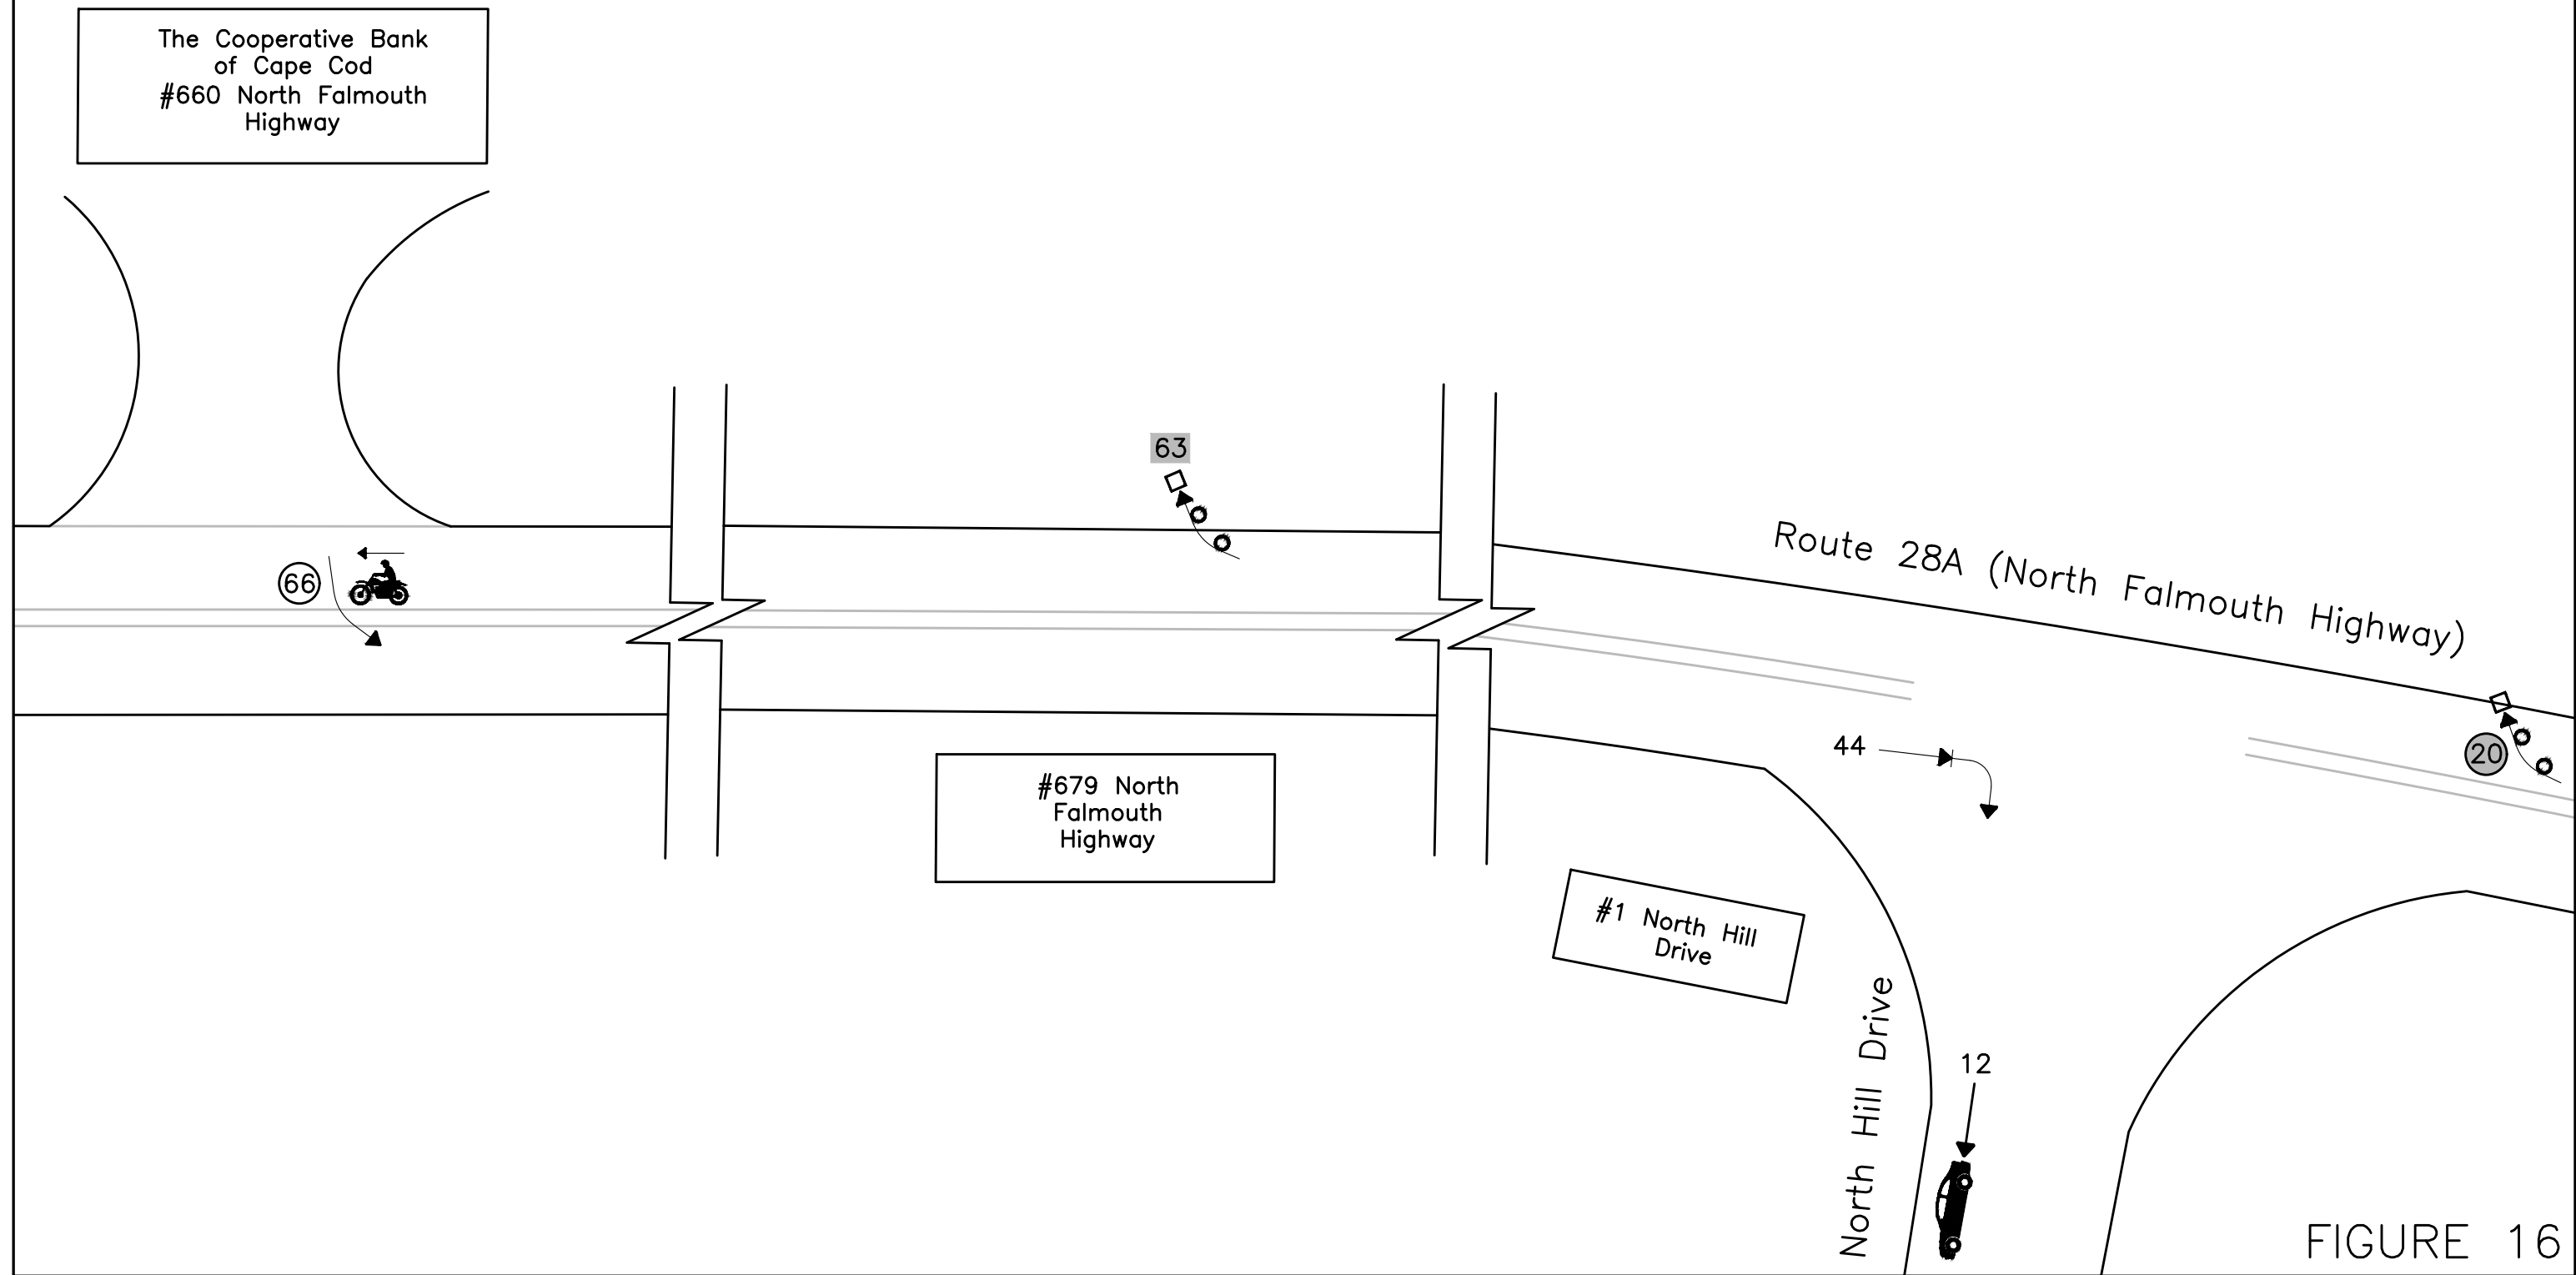 The Cooperative Bank
of Cape Cod
#660 North Falmouth
Highway
63
66
Route 28A (North Falmouth Highway)
20
44
#679 North
Falmouth
Highway
#1 North Hill
Drive
North Hill Drive
12
FIGURE 16